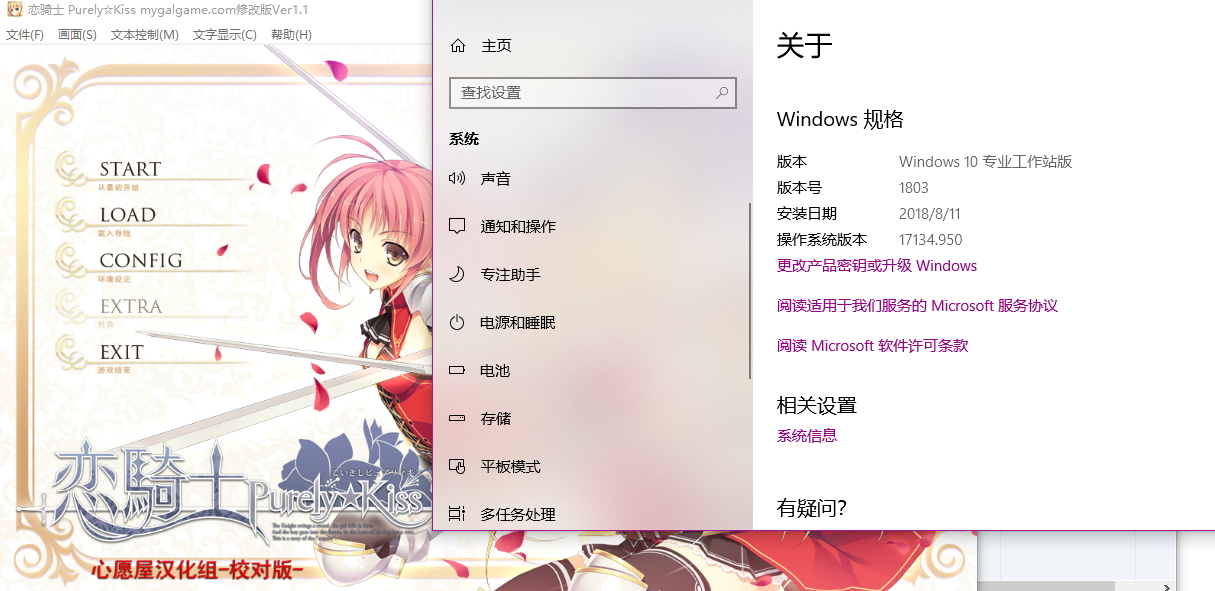 恋骑士 Purely☆Kiss mygalgame.com修改版Ver1.1
文件(F) 画面(S) 文本控制(M) 文字显示(C) 帮助(H)
START
从最初开始
LOAD
载入存档
CONFIG
环境设定
EXTRA
特典
EXIT
游戏结束
こいきしピュアリィキ
恋騎士 Purely☆Kiss
心愿屋汉化组-校对版-
主页
查找设置
系统
声音
通知和操作
专注助手
电源和睡眠
电池
存储
平板模式
多任务处理
关于
Windows 规格
版本 Windows 10 专业工作站版
版本号 1803
安装日期 2018/8/11
操作系统版本 17134.950
更改产品密钥或升级 Windows
阅读适用于我们服务的 Microsoft 服务协议
阅读 Microsoft 软件许可条款
相关设置
系统信息
有疑问?